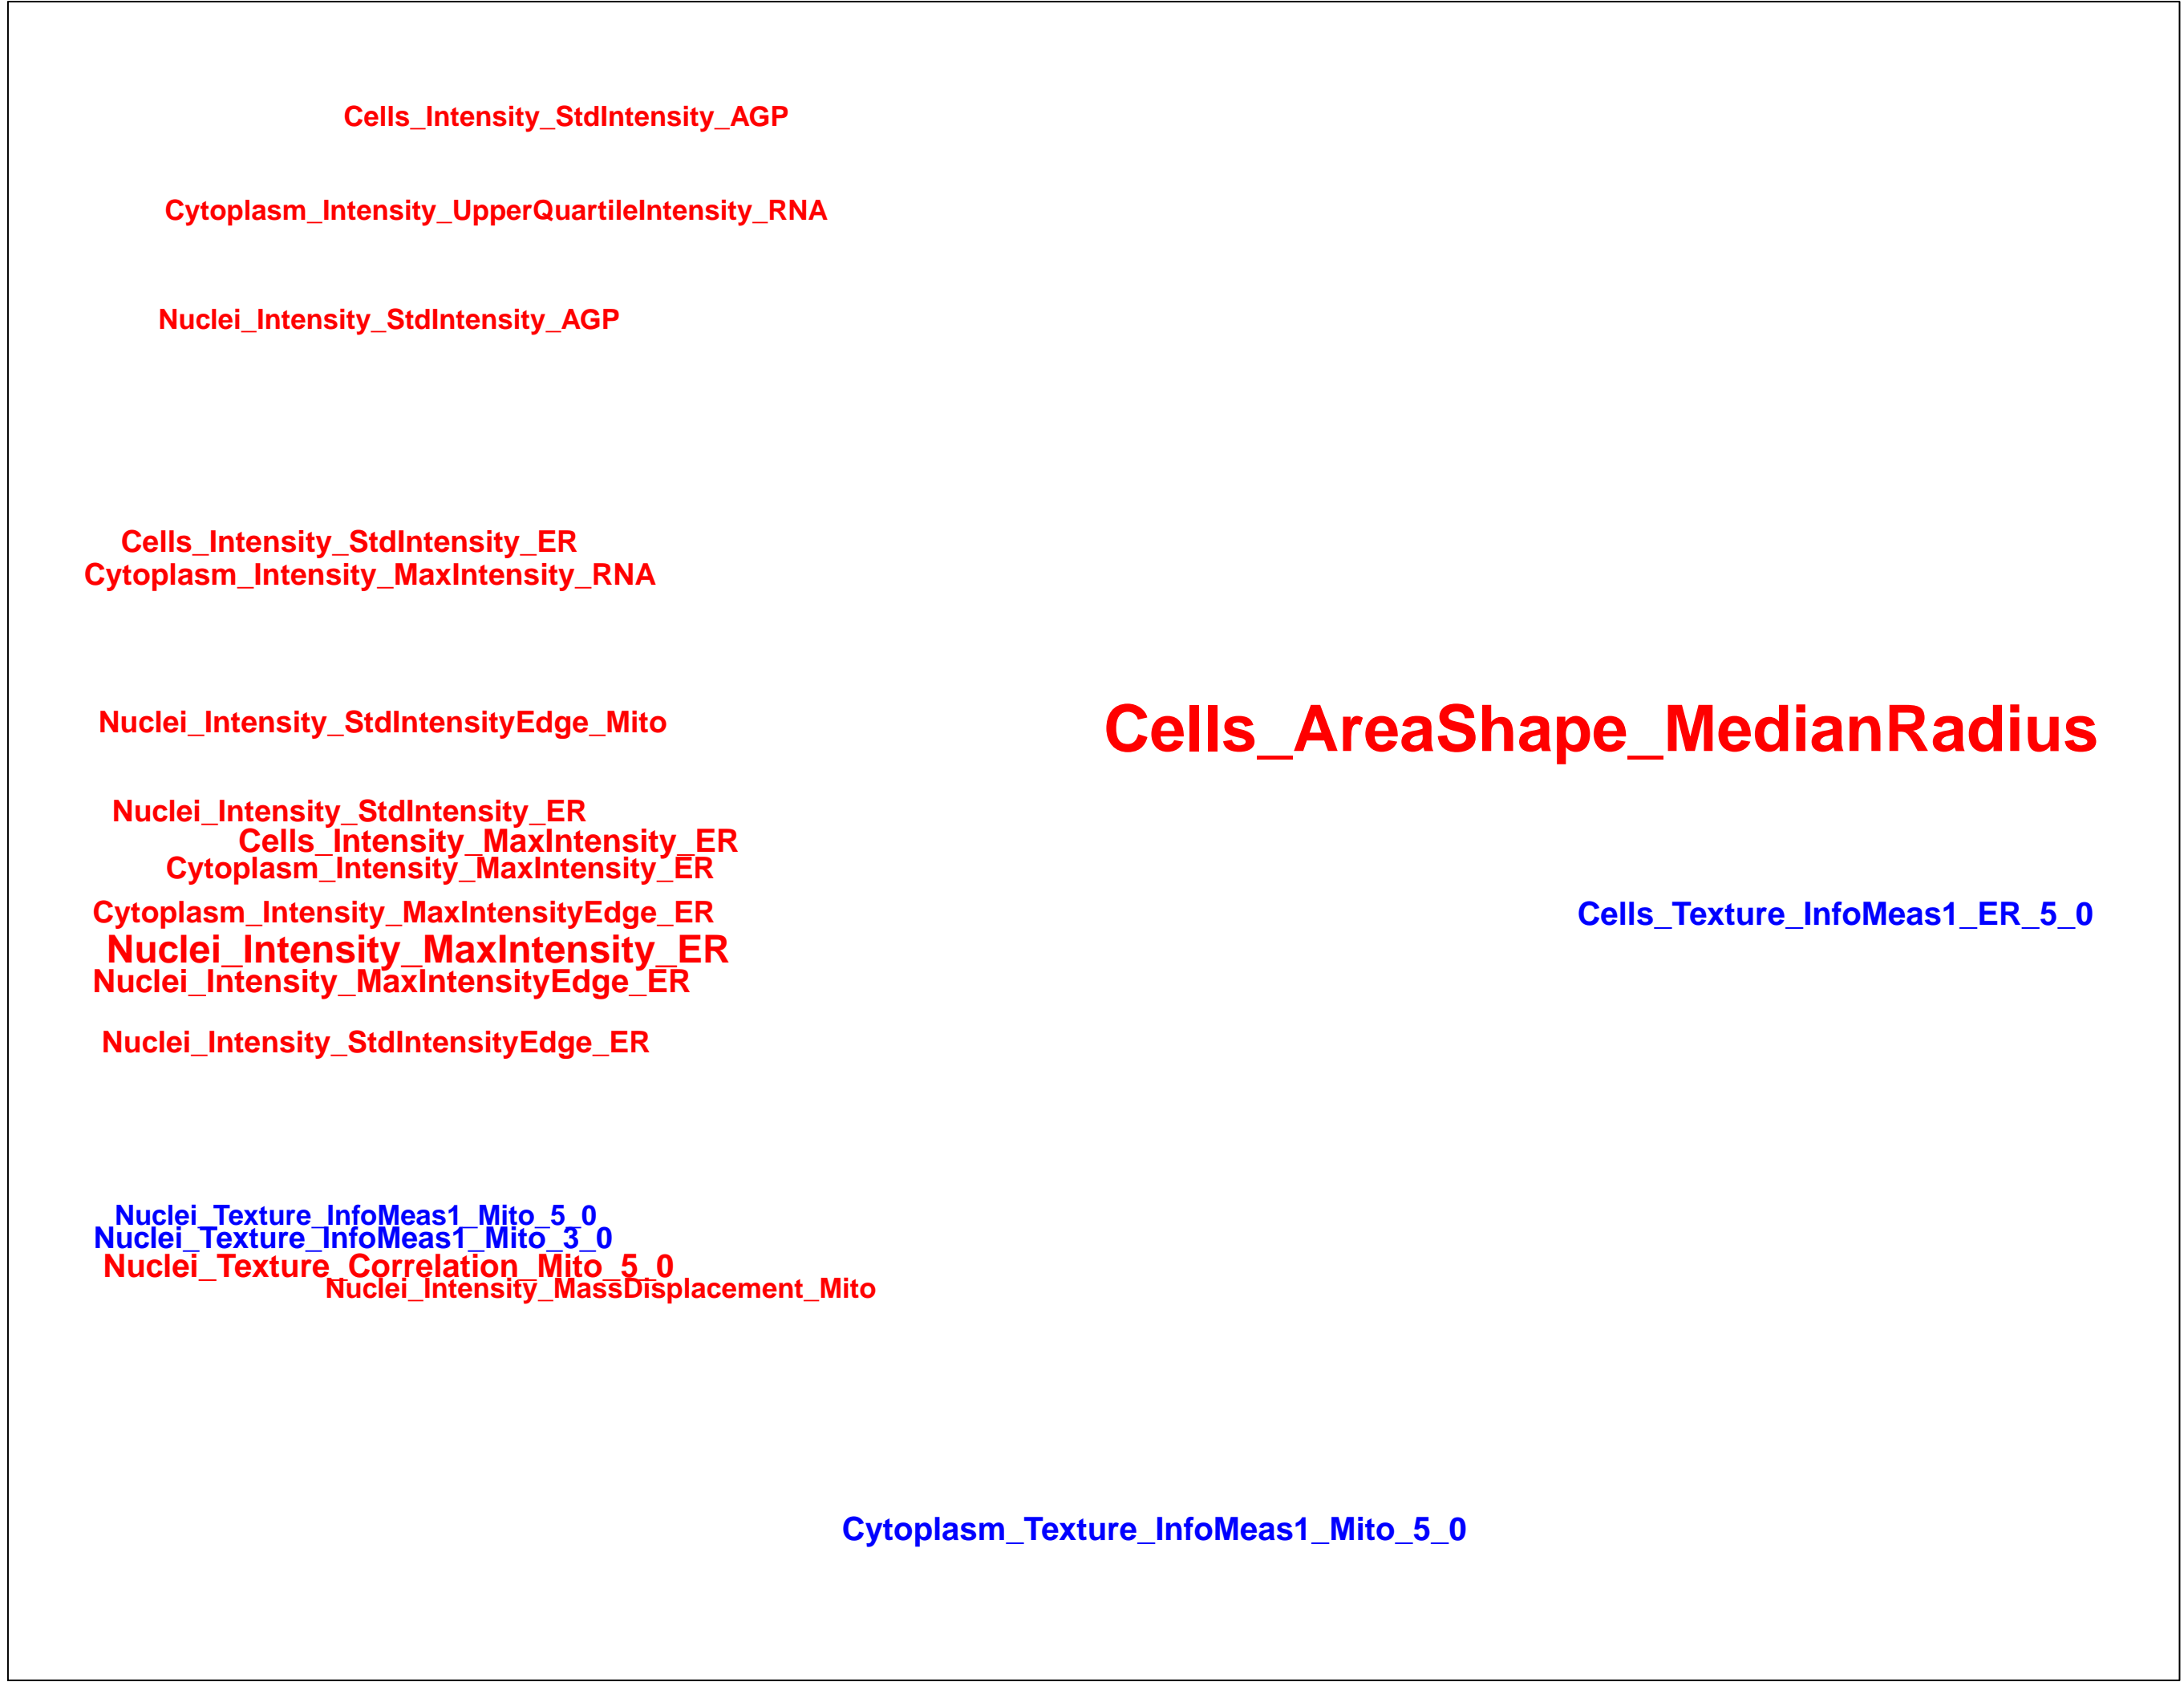 Cells_Intensity_StdIntensity_AGP
Cytoplasm_Intensity_UpperQuartileIntensity_RNA
Nuclei_Intensity_StdIntensity_AGP
Cells_Intensity_StdIntensity_ER
Cytoplasm_Intensity_MaxIntensity_RNA
Nuclei_Intensity_StdIntensityEdge_Mito
Cells_AreaShape_MedianRadius
Nuclei_Intensity_StdIntensity_ER
Cells_Intensity_MaxIntensity_ER
Cytoplasm_Intensity_MaxIntensity_ER
Cytoplasm_Intensity_MaxIntensityEdge_ER
Cells_Texture_InfoMeas1_ER_5_0
Nuclei_Intensity_MaxIntensity_ER
Nuclei_Intensity_MaxIntensityEdge_ER
Nuclei_Intensity_StdIntensityEdge_ER
Nuclei_Texture_InfoMeas1_Mito_5_0
Nuclei_Texture_InfoMeas1_Mito_3_0
Nuclei_Texture_Correlation_Mito_5_0
Nuclei_Intensity_MassDisplacement_Mito
Cytoplasm_Texture_InfoMeas1_Mito_5_0